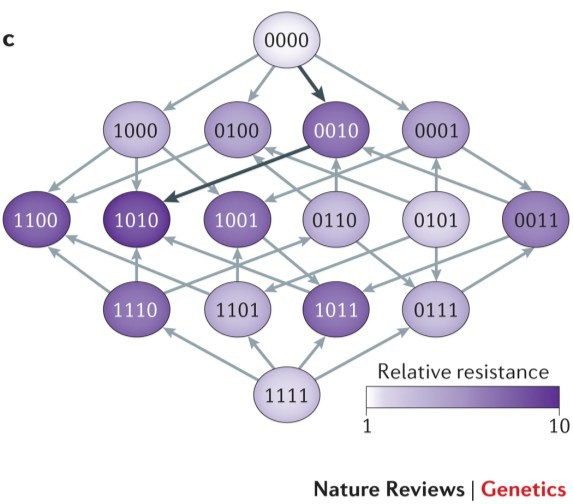 c
0000
1000 0100 0010 0001
1100 1010 1001 0110 0101 0011
1110 1101 1011 0111
1111
Relative resistance
1 10
Nature Reviews | Genetics